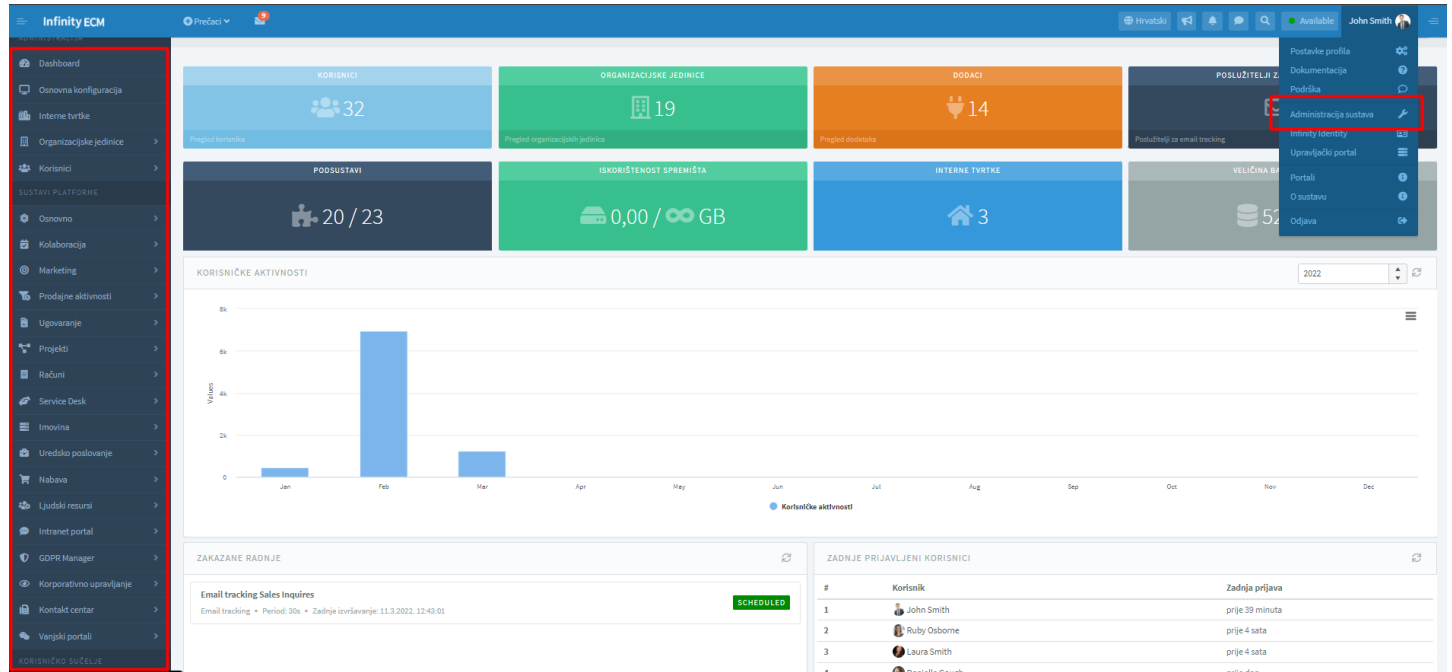 Infinity ECM
Prečaci
9
Hrvatski
Available
John Smith
ADMINISTRACIJA
Dashboard
Osnovna konfiguracija
Interne tvrtke
Organizacijske jedinice
Korisnici
SUSTAVI PLATFORME
Osnovno
Kolaboracija
Marketing
Prodajne aktivnosti
Ugovaranje
Projekti
Računi
Service Desk
Imovina
Uredsko poslovanje
Nabava
Ljudski resursi
Intranet portal
GDPR Manager
Korporativno upravljanje
Kontakt centar
Vanjski portali
KORISNIČKO SUČELJE
Postavke profila
Dokumentacija
Podrška
Administracija sustava
Infinity Identity
Upravljački portal
Portali
O sustavu
Odjava
KORISNICI
32
Pregled korisnika
ORGANIZACIJSKE JEDINICE
19
Pregled organizacijskih jedinica
DODACI
14
Pregled dodataka
POSLUŽITELJI
Poslužitelji za email tracking
PODSUSTAVI
20 / 23
ISKORIŠTENOST SPREMIŠTA
0,00 / ∞ GB
INTERNE TVRTKE
3
VELIČINA
KORISNIČKE AKTIVNOSTI
2022
8k
6k
4k
2k
0
Values
Jan Feb Mar Apr May Jun Jul Aug Sep Oct Nov Dec
Korisničke aktivnosti
ZAKAZANE RADNJE
Email tracking Sales Inquires
Email tracking • Period: 30s • Zadnje izvršavanje: 11.3.2022. 12:43:01
SCHEDULED
ZADNJE PRIJAVLJENI KORISNICI
# Korisnik Zadnja prijava
1 John Smith prije 39 minuta
2 Ruby Osborne prije 4 sata
3 Laura Smith prije 4 sata